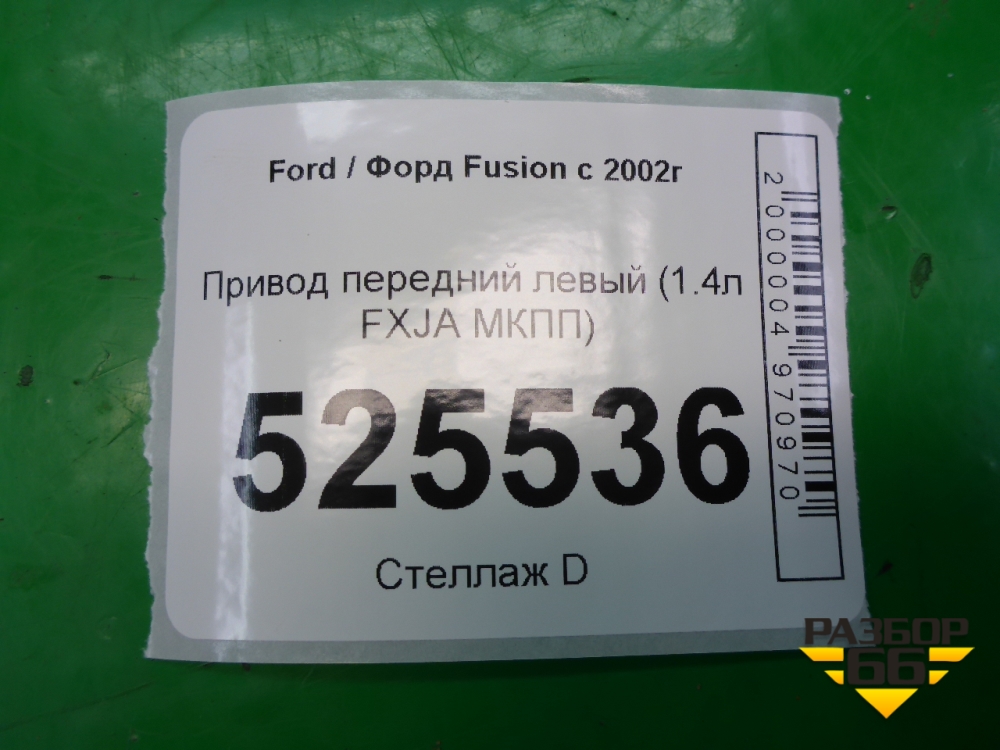 Ford / Форд Fusion с 2002г
Привод передний левый (1.4л
FXJA МКПП)
525536
Стеллаж D
2000004970970
РАЗБОР
66